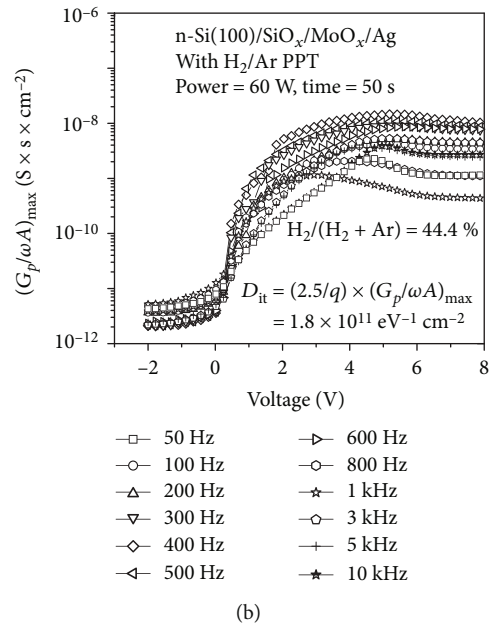 n-Si(100)/SiOₓ/MoOₓ/Ag
With H₂/Ar PPT
Power = 60 W, time = 50 s
(Gₚ/ωA)ₘₐₓ (S × s × cm⁻²)
10⁻⁶
10⁻⁸
10⁻¹⁰
10⁻¹²
H₂/(H₂ + Ar) = 44.4 %
Dᵢₜ = (2.5/q) × (Gₚ/ωA)ₘₐₓ
= 1.8 × 10¹¹ eV⁻¹ cm⁻²
−2 0 2 4 6 8
Voltage (V)
50 Hz 600 Hz
100 Hz 800 Hz
200 Hz 1 kHz
300 Hz 3 kHz
400 Hz 5 kHz
500 Hz 10 kHz
(b)